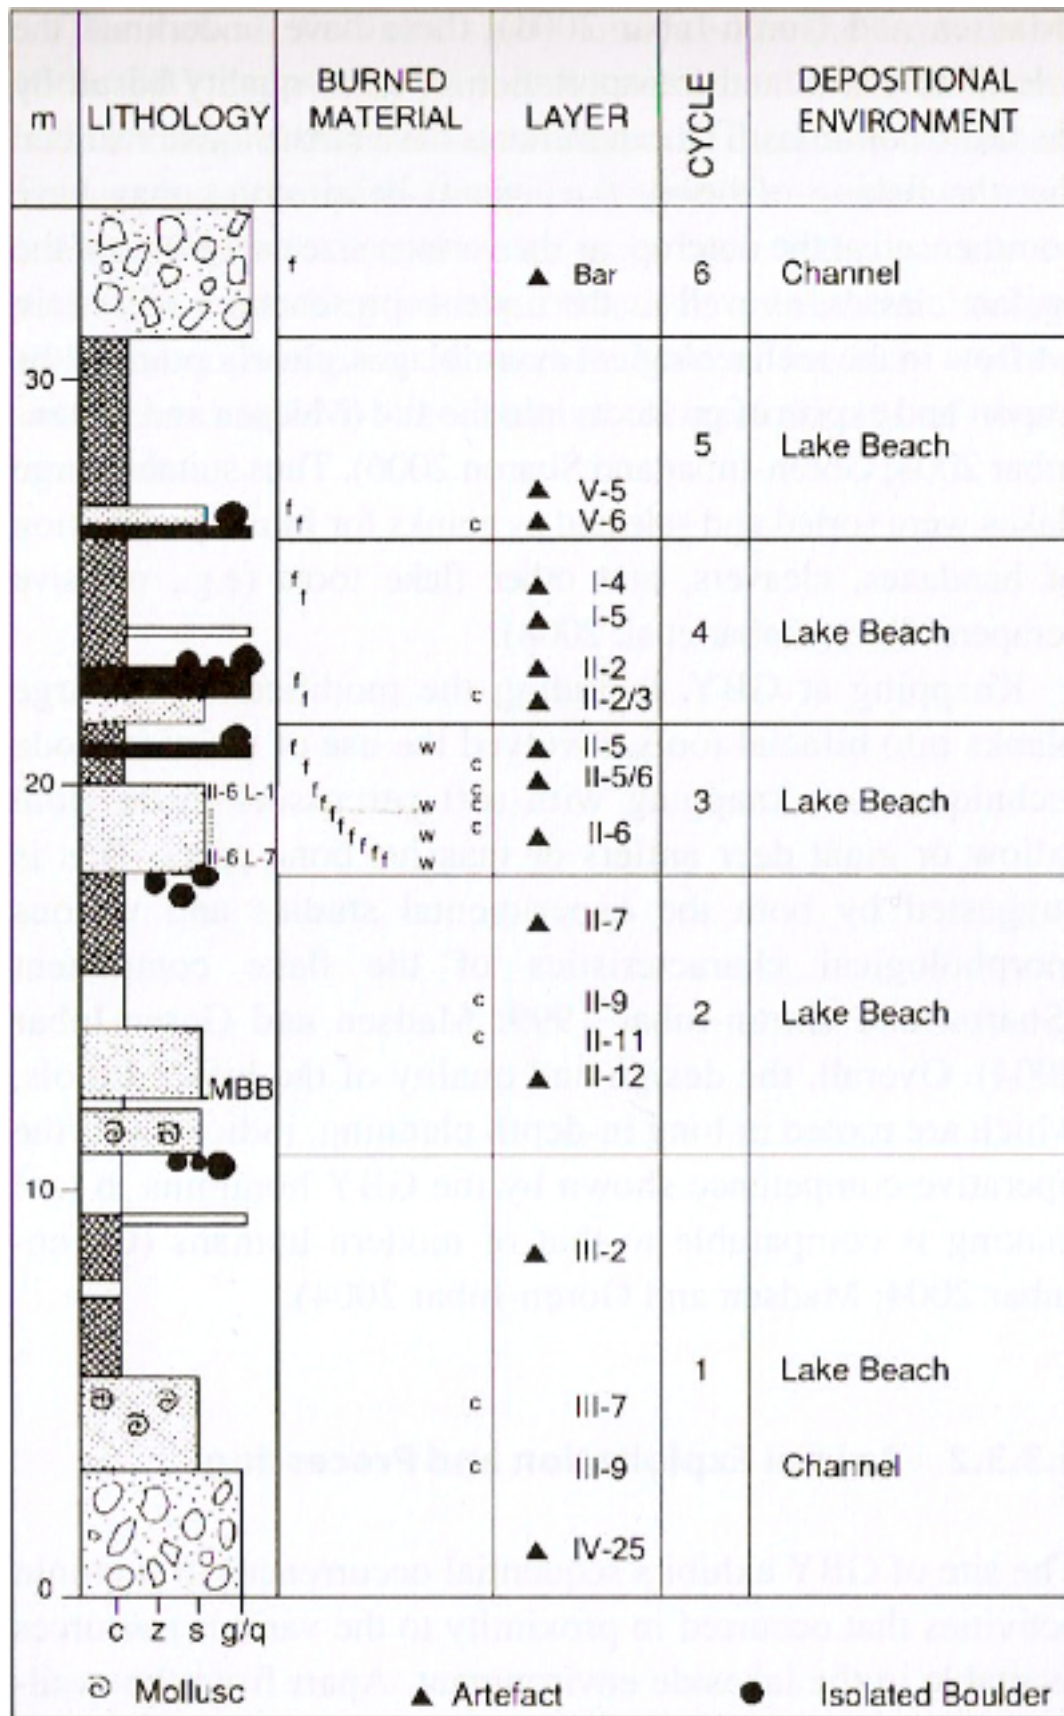 m LITHOLOGY BURNED MATERIAL LAYER CYCLE DEPOSITIONAL ENVIRONMENT
f Bar 6 Channel
30
5 Lake Beach
V-5
f
f c V-6
f I-4
f
I-5
4 Lake Beach
II-2
f
f c II-2/3
f w II-5
f c
20 II-5/6
III-6 L-1 f f f w c c c
3 Lake Beach
f f f w c II-6
II-6 L-7 f f f f w
II-7
c II-9 2 Lake Beach
c II-11
MBB II-12
10
III-2
1 Lake Beach
c III-7
c III-9 Channel
IV-25
0
c z s g/q
Mollusc Artefact Isolated Boulder